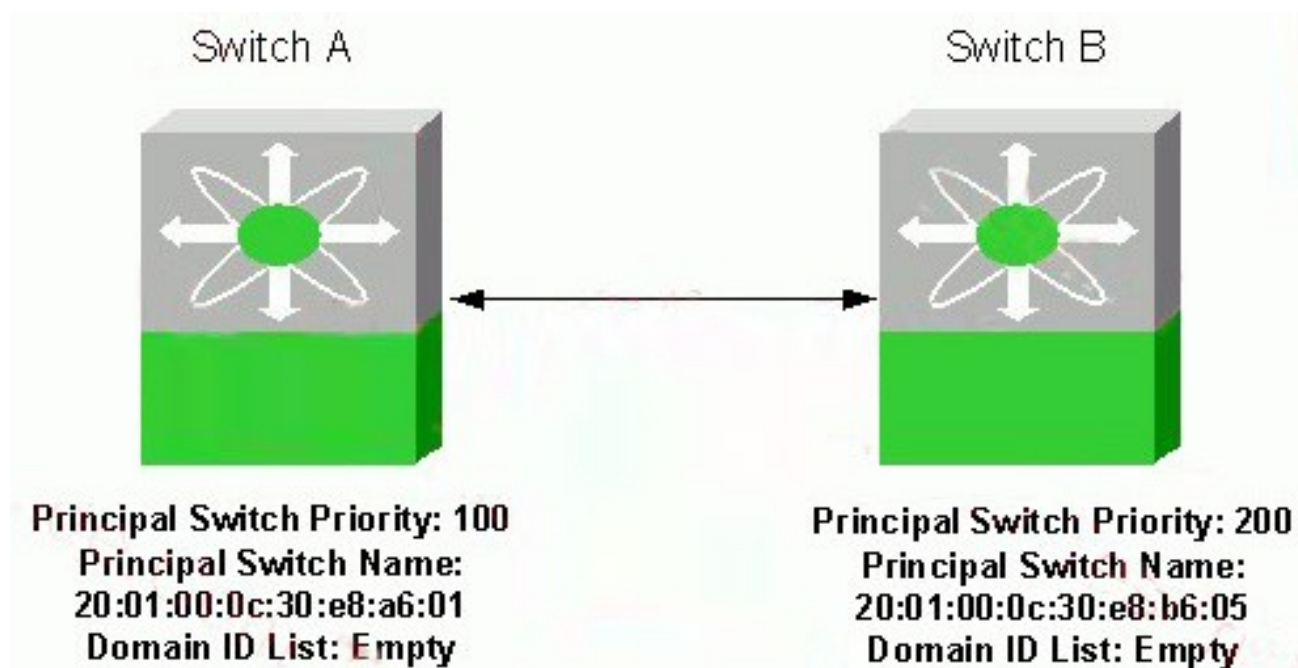 Switch A
Switch B
Principal Switch Priority: 100
Principal Switch Name:
20:01:00:0c:30:e8:a6:01
Domain ID List: Empty
Principal Switch Priority: 200
Principal Switch Name:
20:01:00:0c:30:e8:b6:05
Domain ID List: Empty